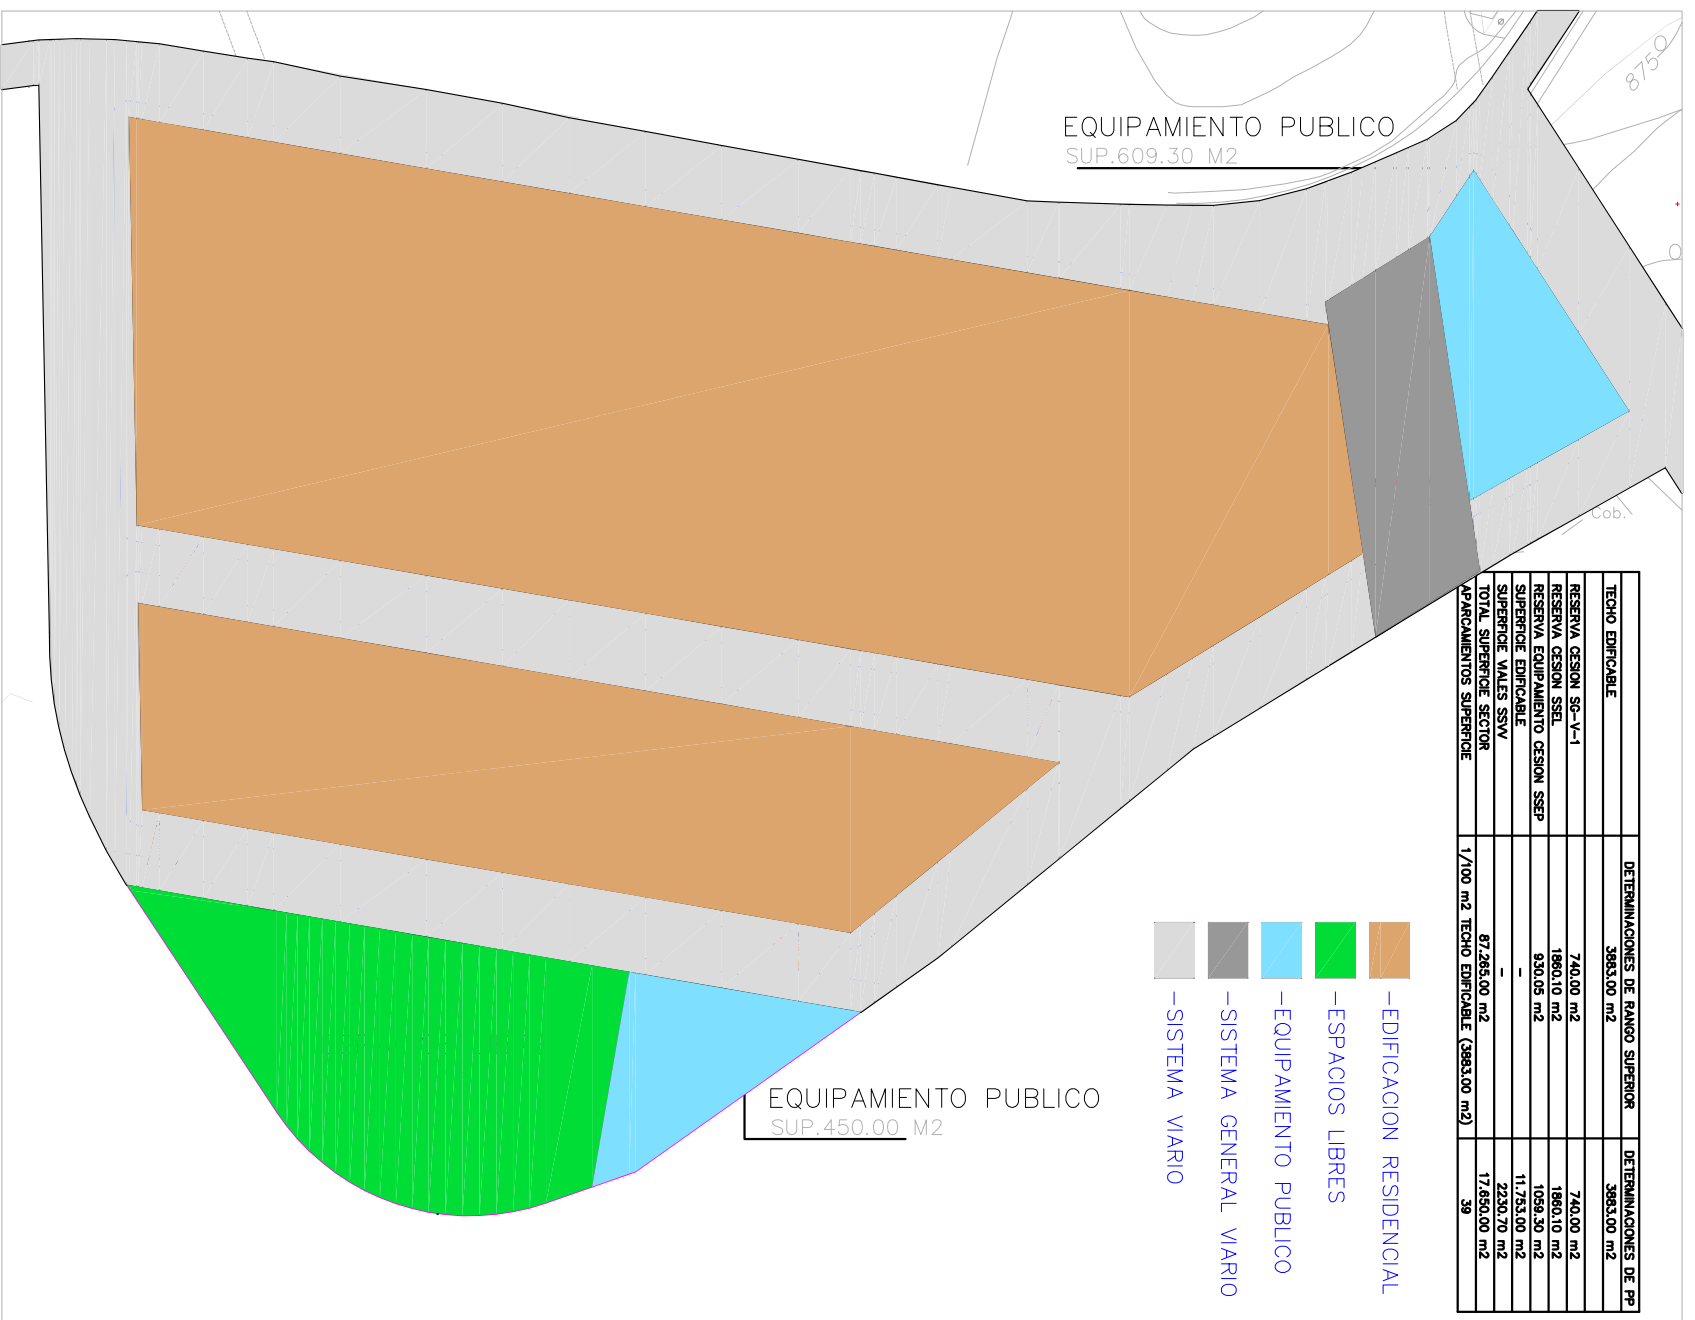 EQUIPAMIENTO PUBLICO
SUP.609.30 M2
875
Cob.
DETERMINACIONES DE RANGO SUPERIOR DETERMINACIONES DE PP
TECHO EDIFICABLE 3883.00 m2 3883.00 m2
RESERVA CESION SG-V-1 740.00 m2 740.00 m2
RESERVA CESION SSEL 1860.10 m2 1860.10 m2
RESERVA EQUIPAMIENTO CESION SSEP 930.05 m2 1059.30 m2
SUPERFICIE EDIFICABLE - 11.753.00 m2
SUPERFICIE VIALES SSVV - 2230.70 m2
TOTAL SUPERFICIE SECTOR 87.265.00 m2 17.650.00 m2
APARCAMIENTOS SUPERFICIE 1/100 m2 TECHO EDIFICABLE (3883.00 m2) 39
-EDIFICACION RESIDENCIAL
-ESPACIOS LIBRES
-EQUIPAMIENTO PUBLICO
-SISTEMA GENERAL VIARIO
-SISTEMA VIARIO
EQUIPAMIENTO PUBLICO
SUP.450.00 M2